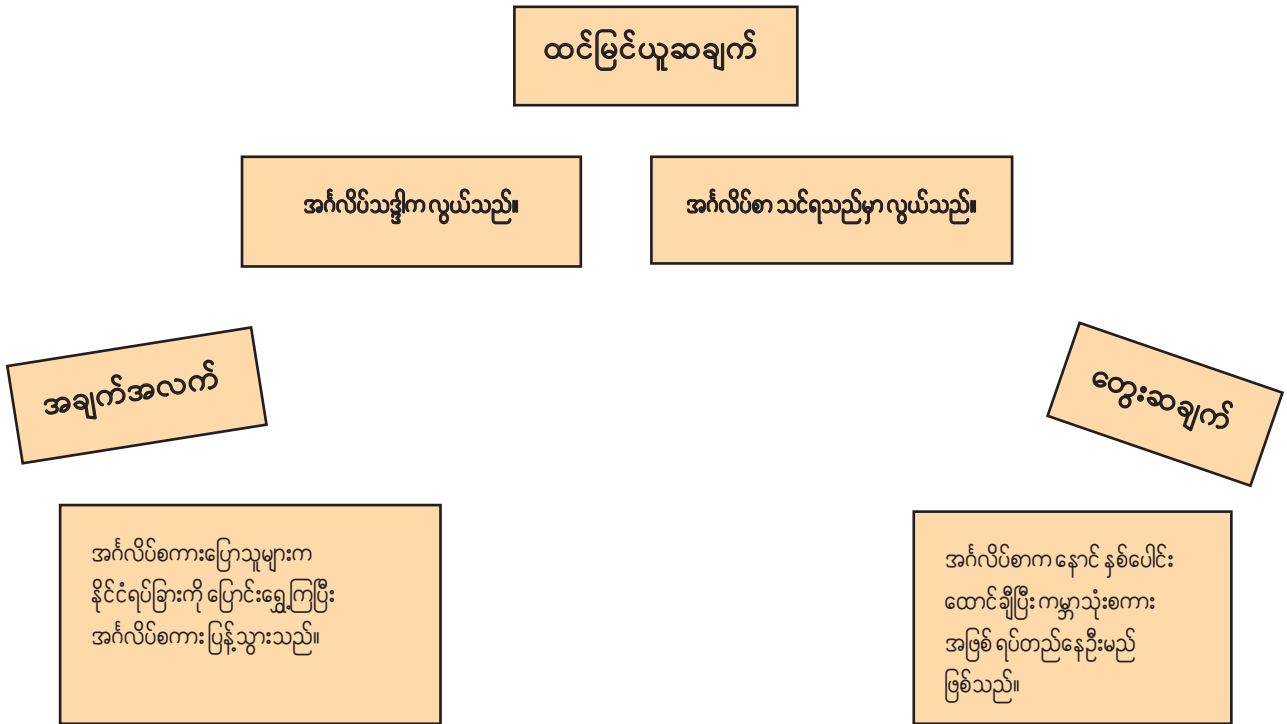 ထင်မြင်ယူဆချက်
အင်္ဂလိပ်သဒ္ဒါက လွယ်သည်။
အင်္ဂလိပ်စာ သင်ရသည်မှာ လွယ်သည်။
အချက်အလက်
တွေးဆချက်
အင်္ဂလိပ်စကားပြောသူများက
နိုင်ငံရပ်ခြားကို ပြောင်းရွှေ့ကြပြီး
အင်္ဂလိပ်စကား ပြန့်သွားသည်။
အင်္ဂလိပ်စာက နောင် နှစ်ပေါင်း
ထောင်ချီပြီး ကမ္ဘာသုံးစကား
အဖြစ် ရပ်တည်နေဦးမည်
ဖြစ်သည်။